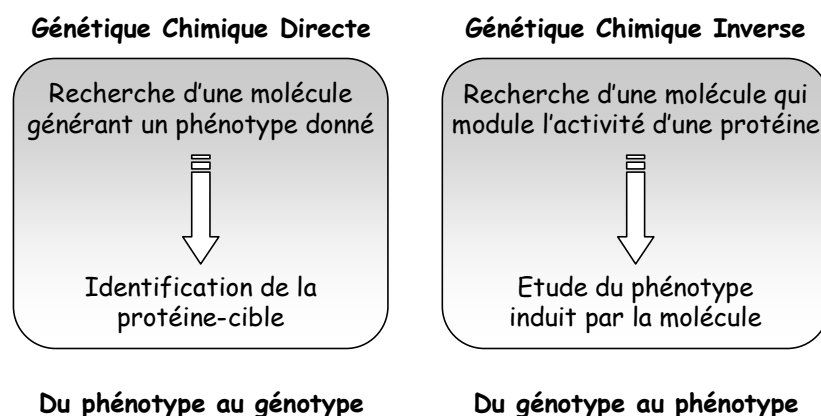 Génétique Chimique Directe
Recherche d'une molécule
générant un phénotype donné
Identification de la
protéine-cible
Du phénotype au génotype
Génétique Chimique Inverse
Recherche d'une molécule qui
module l'activité d'une protéine
Etude du phénotype
induit par la molécule
Du génotype au phénotype